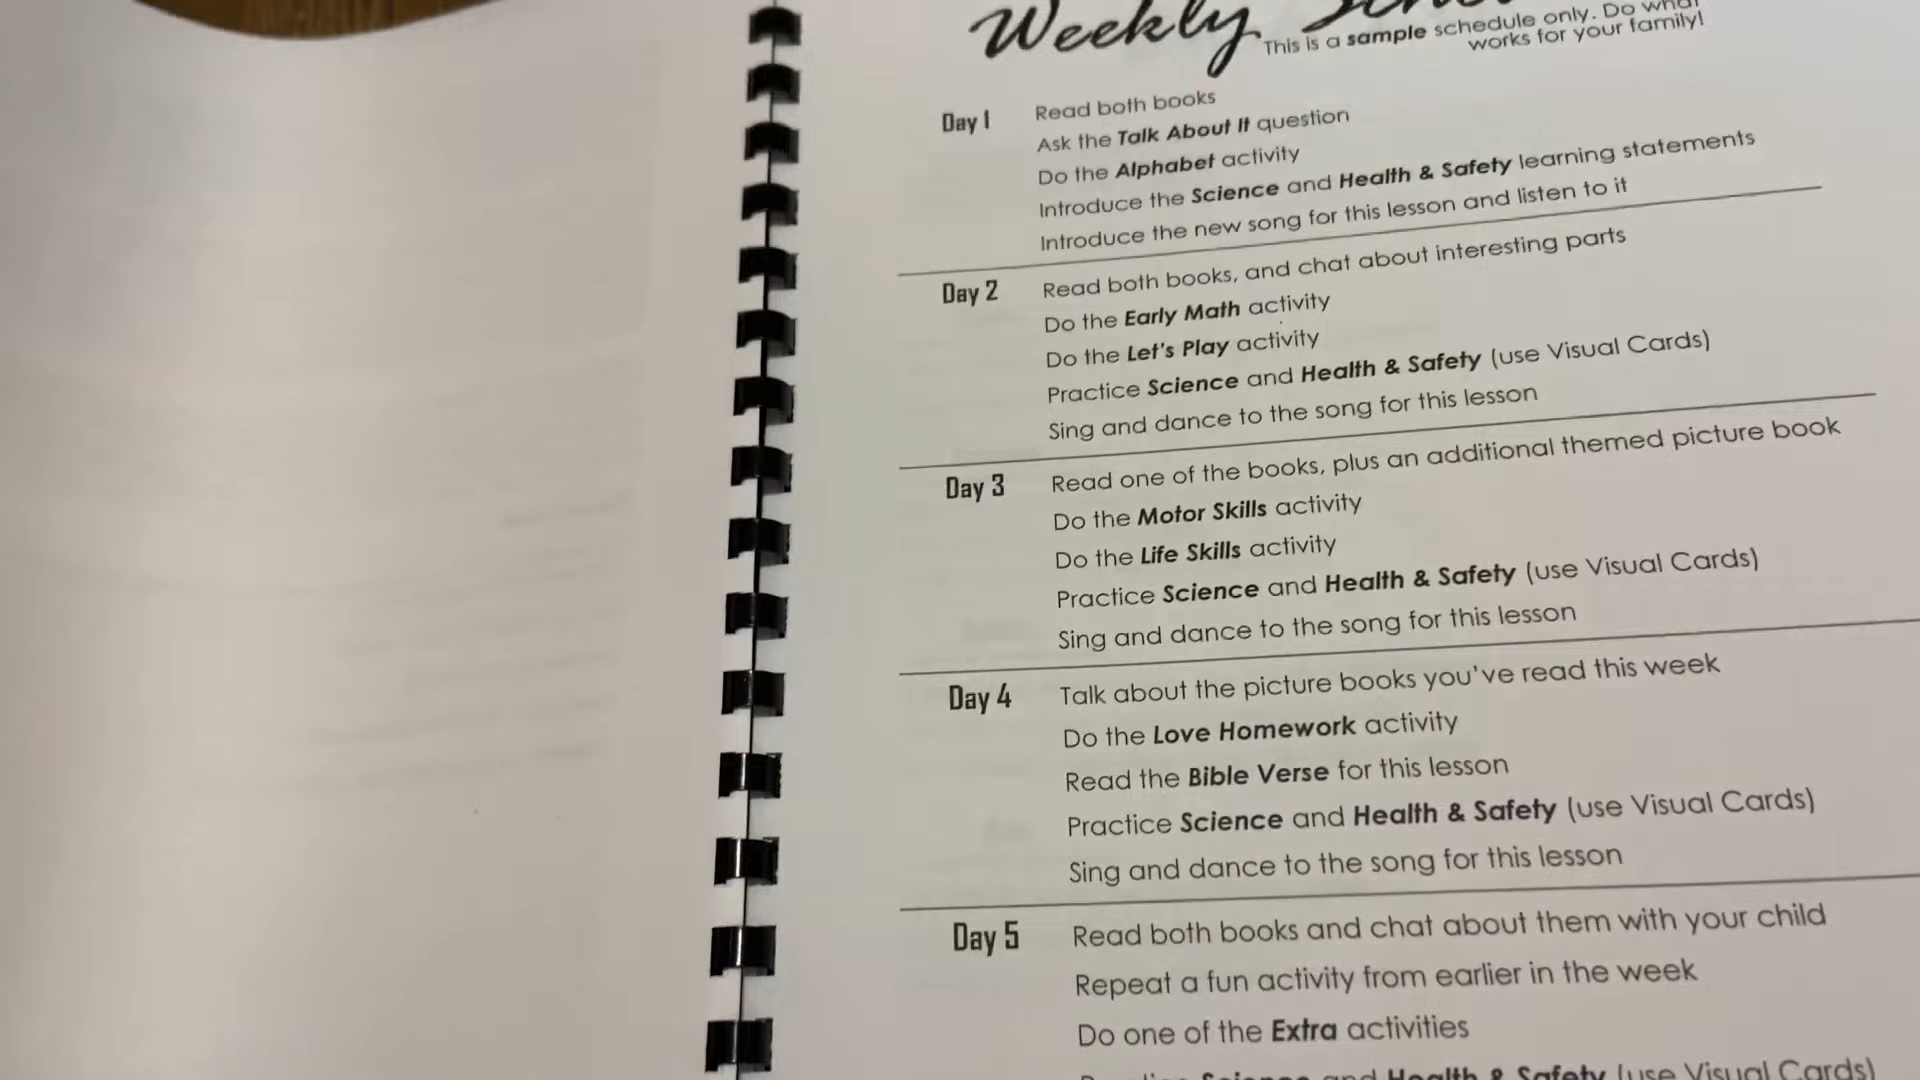 Weekly
This is a sample schedule only. Do what
works for your family!
Day 1
Read both books
Ask the Talk About It question
Do the Alphabet activity
Introduce the Science and Health & Safety learning statements
Introduce the new song for this lesson and listen to it
Day 2
Read both books, and chat about interesting parts
Do the Early Math activity
Do the Let's Play activity
Practice Science and Health & Safety (use Visual Cards)
Sing and dance to the song for this lesson
Day 3
Read one of the books, plus an additional themed picture book
Do the Motor Skills activity
Do the Life Skills activity
Practice Science and Health & Safety (use Visual Cards)
Sing and dance to the song for this lesson
Day 4
Talk about the picture books you've read this week
Do the Love Homework activity
Read the Bible Verse for this lesson
Practice Science and Health & Safety (use Visual Cards)
Sing and dance to the song for this lesson
Day 5
Read both books and chat about them with your child
Repeat a fun activity from earlier in the week
Do one of the Extra activities
Science and Health & Safety (use Visual Cards)